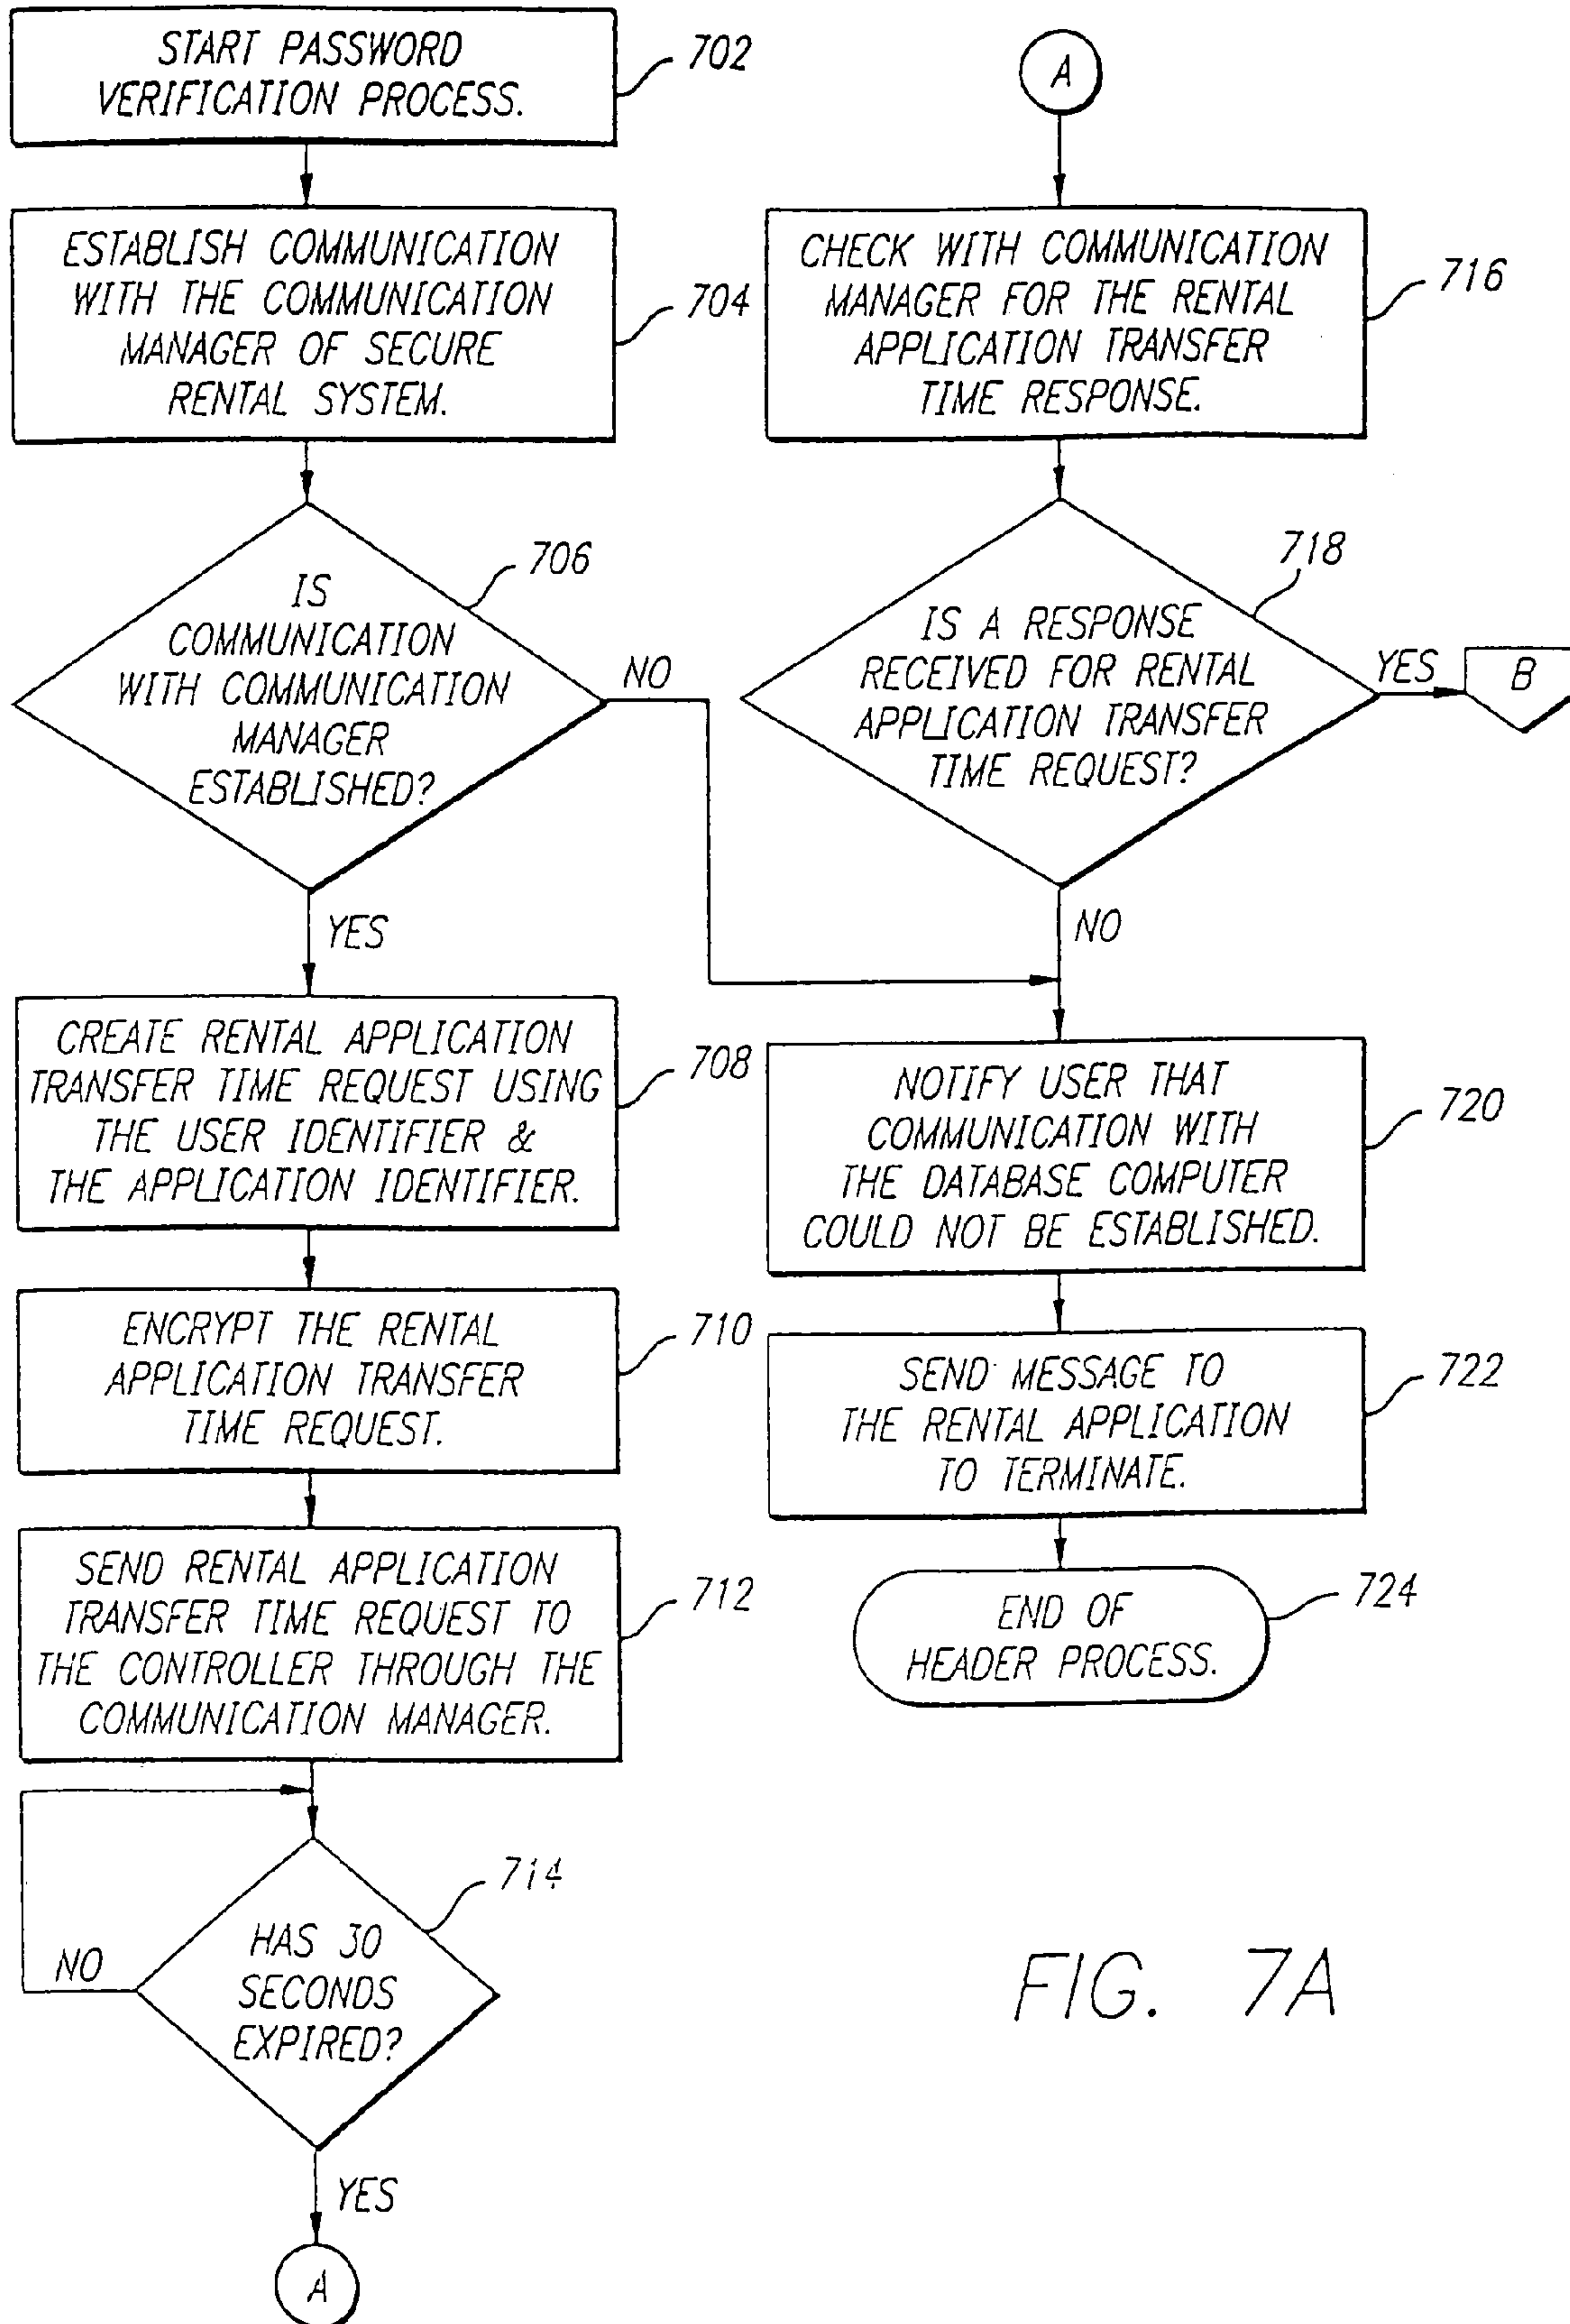 START PASSWORD
VERIFICATION PROCESS.
702
ESTABLISH COMMUNICATION
WITH THE COMMUNICATION
MANAGER OF SECURE
RENTAL SYSTEM.
704
IS
COMMUNICATION
WITH COMMUNICATION
MANAGER
ESTABLISHED?
706
NO
YES
CREATE RENTAL APPLICATION
TRANSFER TIME REQUEST USING
THE USER IDENTIFIER &
THE APPLICATION IDENTIFIER.
708
ENCRYPT THE RENTAL
APPLICATION TRANSFER
TIME REQUEST.
710
SEND RENTAL APPLICATION
TRANSFER TIME REQUEST TO
THE CONTROLLER THROUGH THE
COMMUNICATION MANAGER.
712
HAS 30
SECONDS
EXPIRED?
714
NO
YES
A
A
CHECK WITH COMMUNICATION
MANAGER FOR THE RENTAL
APPLICATION TRANSFER
TIME RESPONSE.
716
IS A RESPONSE
RECEIVED FOR RENTAL
APPLICATION TRANSFER
TIME REQUEST?
718
YES
B
NO
NOTIFY USER THAT
COMMUNICATION WITH
THE DATABASE COMPUTER
COULD NOT BE ESTABLISHED.
720
SEND MESSAGE TO
THE RENTAL APPLICATION
TO TERMINATE.
722
END OF
HEADER PROCESS.
724
FIG. 7A